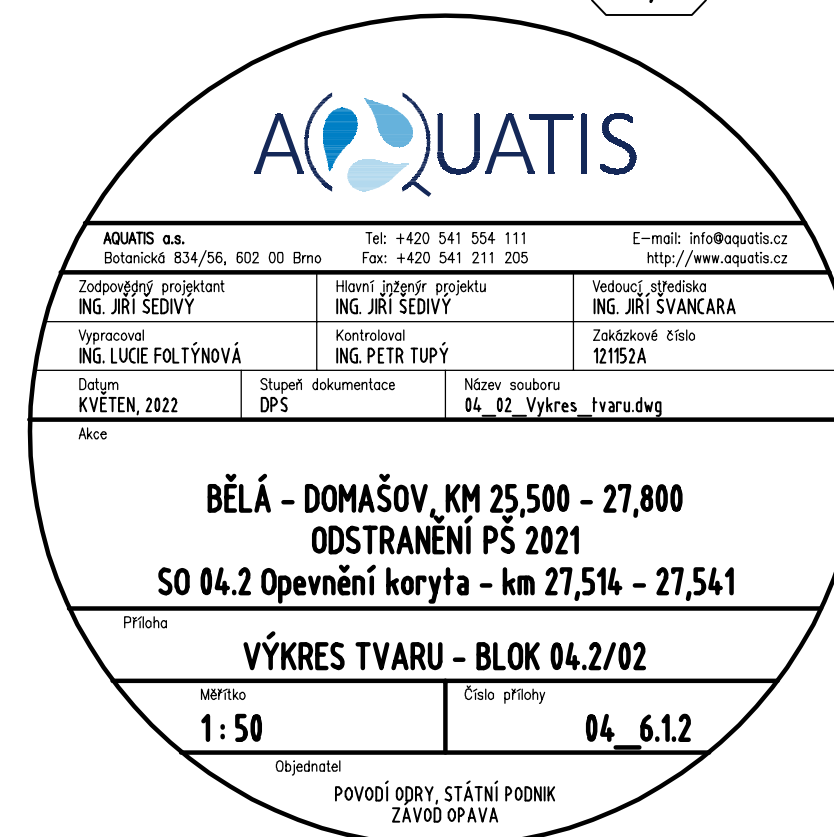 AQUATIS
AQUATIS a.s. Tel: +420 541 554 111 E-mail: info@aquatis.cz
Botanická 834/56, 602 00 Brno Fax: +420 541 211 205 http://www.aquatis.cz
Zodpovědný projektant Hlavní inženýr projektu Vedoucí střediska
ING. JIŘÍ ŠEDIVÝ ING. JIŘÍ ŠEDIVÝ ING. JIŘÍ ŠVANCARA
Vypracoval Kontroloval Zakázkové číslo
ING. LUCIE FOLTÝNOVÁ ING. PETR TUPÝ 121152A
Datum Stupeň dokumentace Název souboru
KVĚTEN, 2022 DPS 04_02_Vykres_tvaru.dwg
Akce
BĚLÁ - DOMAŠOV, KM 25,500 - 27,800
ODSTRANĚNÍ PŠ 2021
SO 04.2 Opevnění koryta - km 27,514 - 27,541
Příloha
VÝKRES TVARU - BLOK 04.2/02
Měřítko Číslo přílohy
1 : 50 04_6.1.2
Objednatel
POVODÍ ODRY, STÁTNÍ PODNIK
ZÁVOD OPAVA